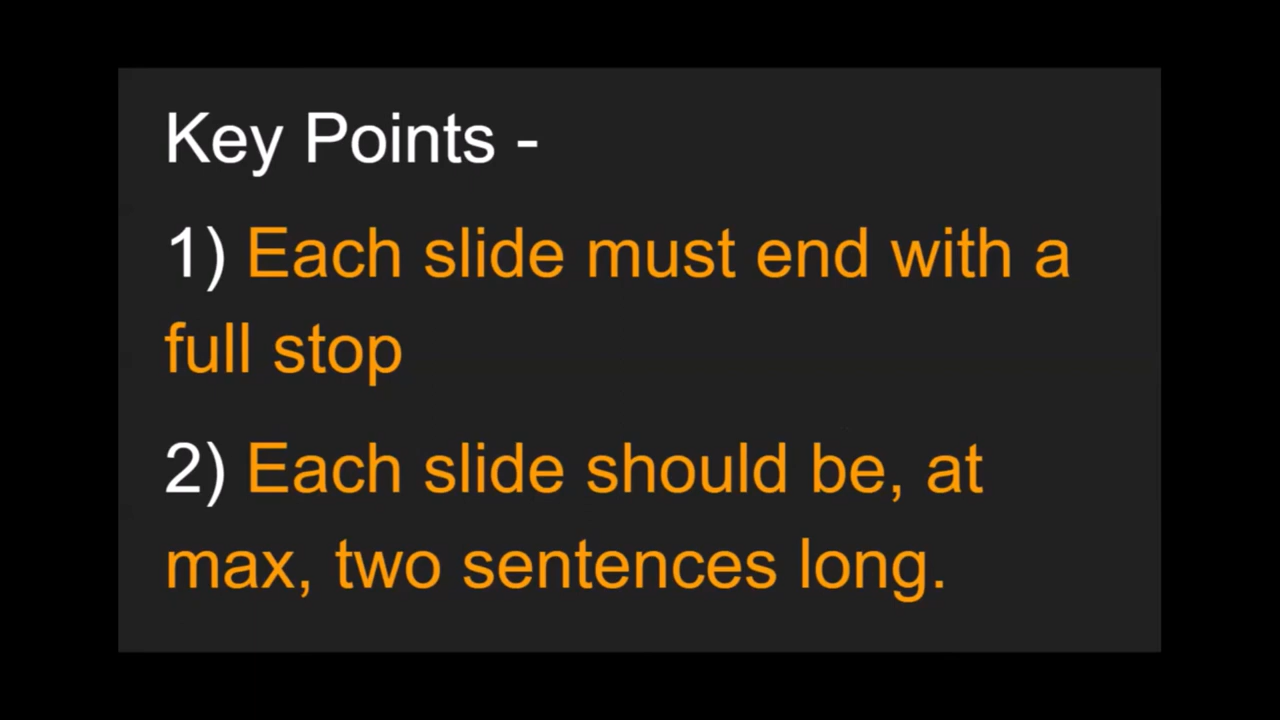 Key Points -
1) Each slide must end with a
full stop
2) Each slide should be, at
max, two sentences long.